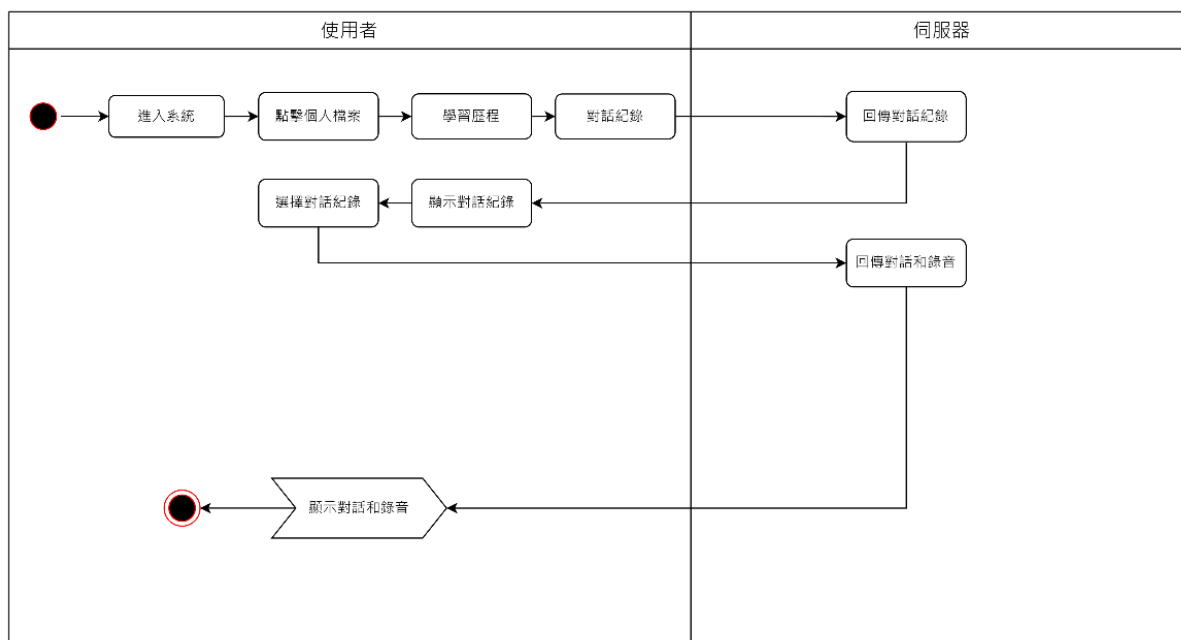 使用者
伺服器
進入系統
點擊個人檔案
學習歷程
對話紀錄
回傳對話紀錄
選擇對話紀錄
顯示對話紀錄
回傳對話和錄音
顯示對話和錄音